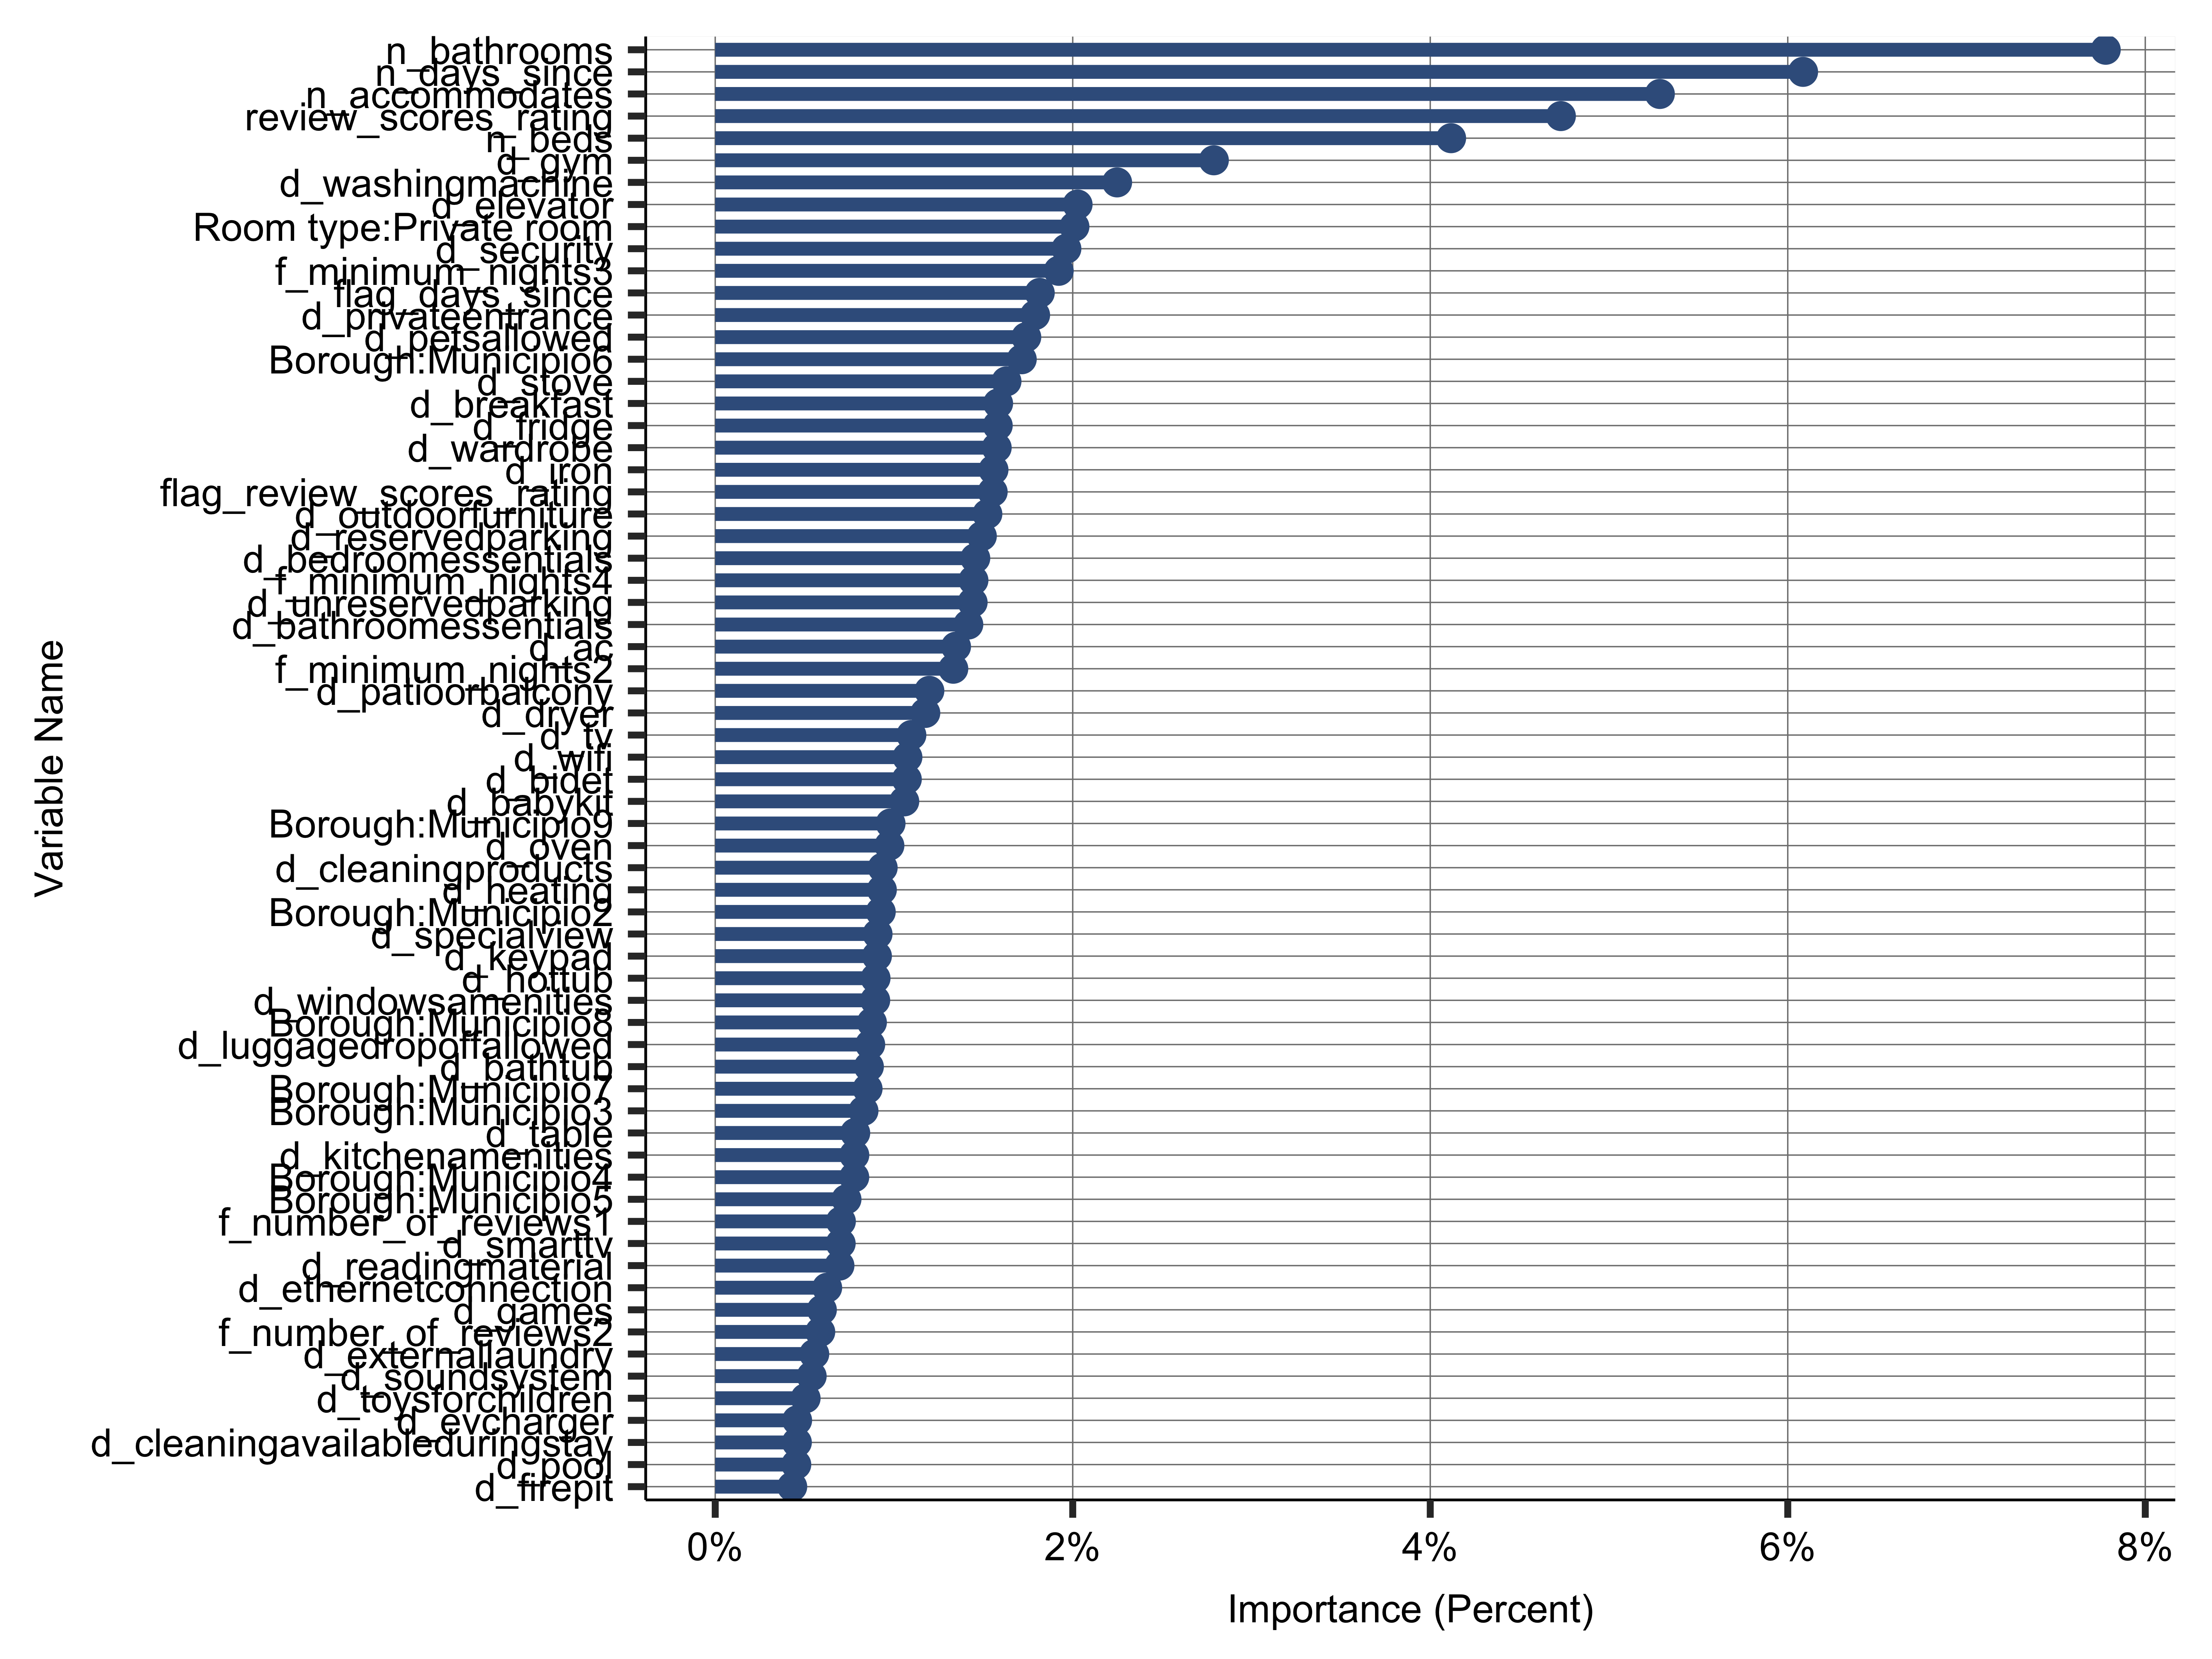 n_bathrooms
n_days_since
n_accommodates
review_scores_rating
n_beds
d_gym
d_washingmachine
d_elevator
Room type:Private room
d_security
f_minimum_nights3
flag_days_since
d_privateentrance
d_petsallowed
Borough:Municipio6
d_stove
d_breakfast
d_fridge
d_wardrobe
d_iron
flag_review_scores_rating
d_outdoorfurniture
d_reservedparking
d_bedroomessentials
f_minimum_nights4
d_unreservedparking
d_bathroomessentials
d_ac
f_minimum_nights2
d_patioorbalcony
d_dryer
d_tv
d_wifi
d_bidet
d_babykit
Borough:Municipio9
d_oven
d_cleaningproducts
d_heating
Borough:Municipio2
d_specialview
d_keypad
d_hottub
d_windowsamenities
Borough:Municipio8
d_luggagedropoffallowed
d_bathtub
Borough:Municipio7
Borough:Municipio3
d_table
d_kitchenamenities
Borough:Municipio4
Borough:Municipio5
f_number_of_reviews1
d_smarttv
d_readingmaterial
d_ethernetconnection
d_games
f_number_of_reviews2
d_externallaundry
d_soundsystem
d_toysforchildren
d_evcharger
d_cleaningavailableduringstay
d_pool
d_firepit
Variable Name
0% 2% 4% 6% 8%
Importance (Percent)